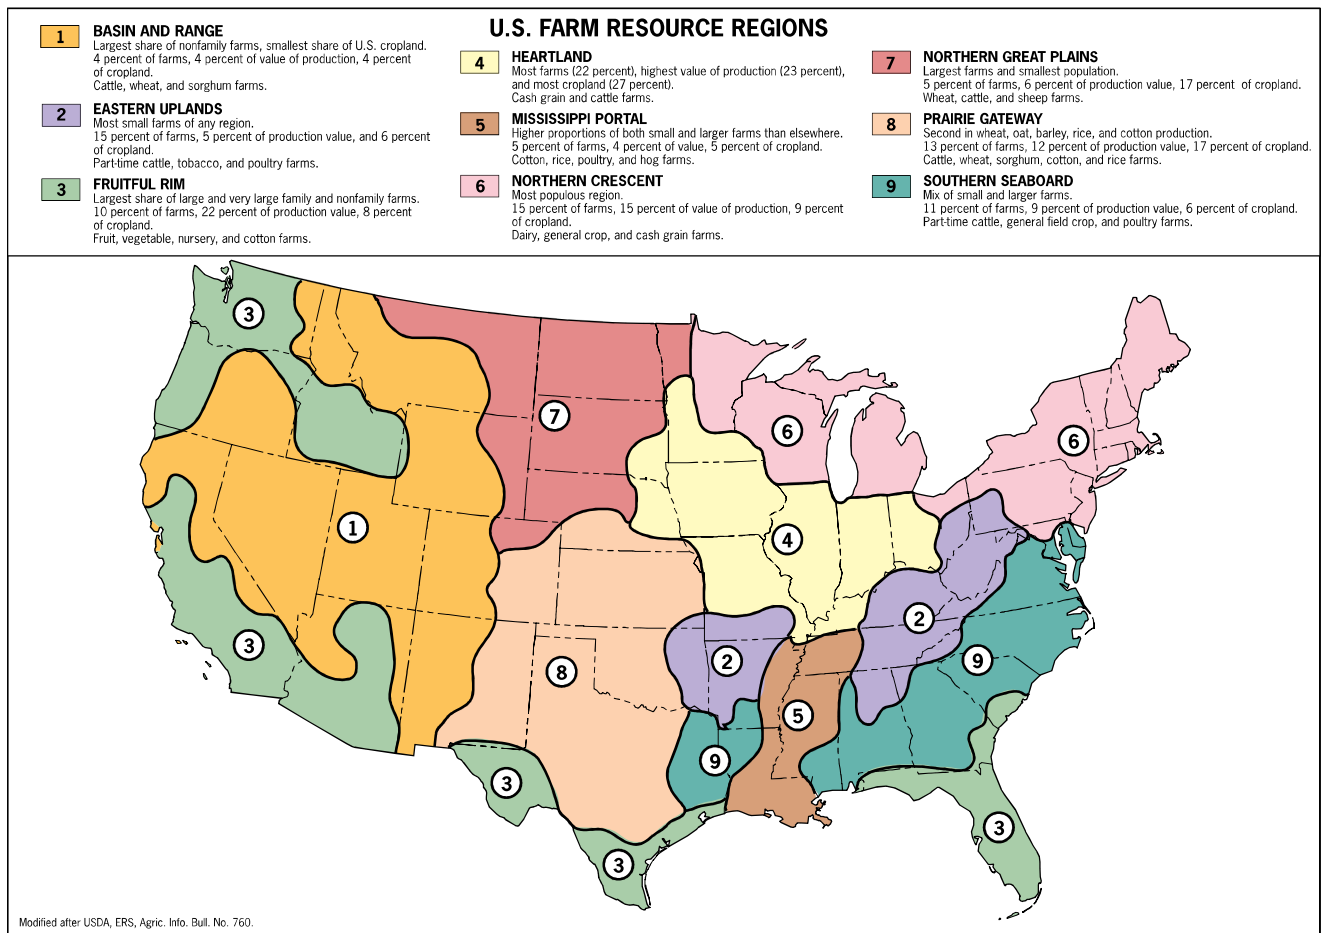 U.S. FARM RESOURCE REGIONS
1
BASIN AND RANGE
Largest share of nonfamily farms, smallest share of U.S. cropland.
4 percent of farms, 4 percent of value of production, 4 percent
of cropland.
Cattle, wheat, and sorghum farms.
2
EASTERN UPLANDS
Most small farms of any region.
15 percent of farms, 5 percent of production value, and 6 percent
of cropland.
Part-time cattle, tobacco, and poultry farms.
3
FRUITFUL RIM
Largest share of large and very large family and nonfamily farms.
10 percent of farms, 22 percent of production value, 8 percent
of cropland.
Fruit, vegetable, nursery, and cotton farms.
4
HEARTLAND
Most farms (22 percent), highest value of production (23 percent),
and most cropland (27 percent).
Cash grain and cattle farms.
5
MISSISSIPPI PORTAL
Higher proportions of both small and larger farms than elsewhere.
5 percent of farms, 4 percent of value, 5 percent of cropland.
Cotton, rice, poultry, and hog farms.
6
NORTHERN CRESCENT
Most populous region.
15 percent of farms, 15 percent of value of production, 9 percent
of cropland.
Dairy, general crop, and cash grain farms.
7
NORTHERN GREAT PLAINS
Largest farms and smallest population.
5 percent of farms, 6 percent of production value, 17 percent of cropland.
Wheat, cattle, and sheep farms.
8
PRAIRIE GATEWAY
Second in wheat, oat, barley, rice, and cotton production.
13 percent of farms, 12 percent of production value, 17 percent of cropland.
Cattle, wheat, sorghum, cotton, and rice farms.
9
SOUTHERN SEABOARD
Mix of small and larger farms.
11 percent of farms, 9 percent of production value, 6 percent of cropland.
Part-time cattle, general field crop, and poultry farms.
3
7
6
6
1
4
2
3
2
9
8
5
9
3
3
3
Modified after USDA, ERS, Agric. Info. Bull. No. 760.